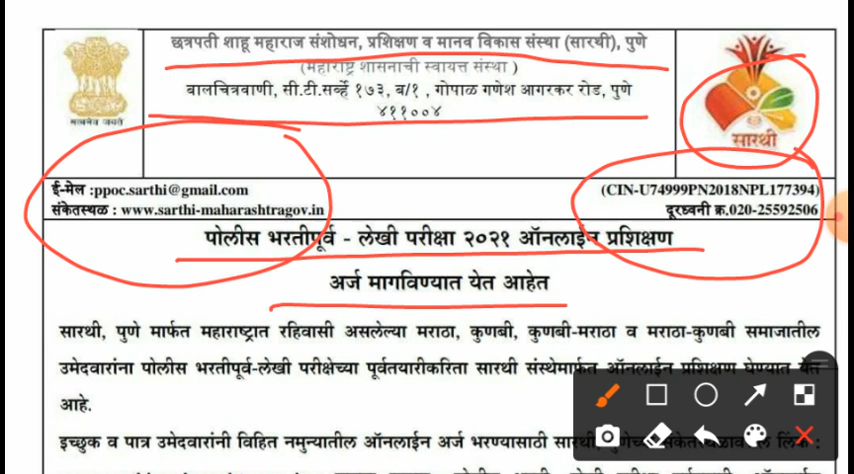 छत्रपती शाहू महाराज संशोधन, प्रशिक्षण व मानव विकास संस्था (सारथी), पुणे
(महाराष्ट्र शासनाची स्वायत्त संस्था )
बालचित्रवाणी, सी.टी.सर्व्हे १७३, ब/१ , गोपाळ गणेश आगरकर रोड, पुणे
४११००४
सत्यमेव जयते
सारथी
ई-मेल :ppoc.sarthi@gmail.com
(CIN-U74999PN2018NPL177394)
संकेतस्थळ : www.sarthi-maharashtragov.in
दूरध्वनी क्र.020-25592506
पोलीस भरतीपूर्व - लेखी परीक्षा २०२१ ऑनलाईन प्रशिक्षण
अर्ज मागविण्यात येत आहेत
सारथी, पुणे मार्फत महाराष्ट्रात रहिवासी असलेल्या मराठा, कुणबी, कुणबी-मराठा व मराठा-कुणबी समाजातील
उमेदवारांना पोलीस भरतीपूर्व-लेखी परीक्षेच्या पूर्वतयारीकरिता सारथी संस्थेमार्फत ऑनलाईन प्रशिक्षण घेण्यात येत
आहे.
इच्छुक व पात्र उमेदवारांनी विहित नमुन्यातील ऑनलाईन अर्ज भरण्यासाठी लिंक :